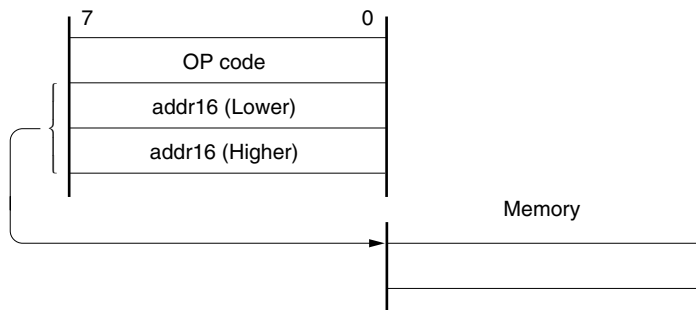 7 0
OP code
addr16 (Lower)
addr16 (Higher)
Memory